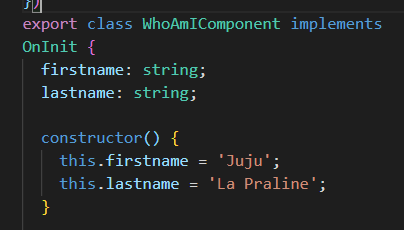 })
export class WhoAmIComponent implements
OnInit {
  firstname: string;
  lastname: string;

  constructor() {
    this.firstname = 'Juju';
    this.lastname = 'La Praline';
  }